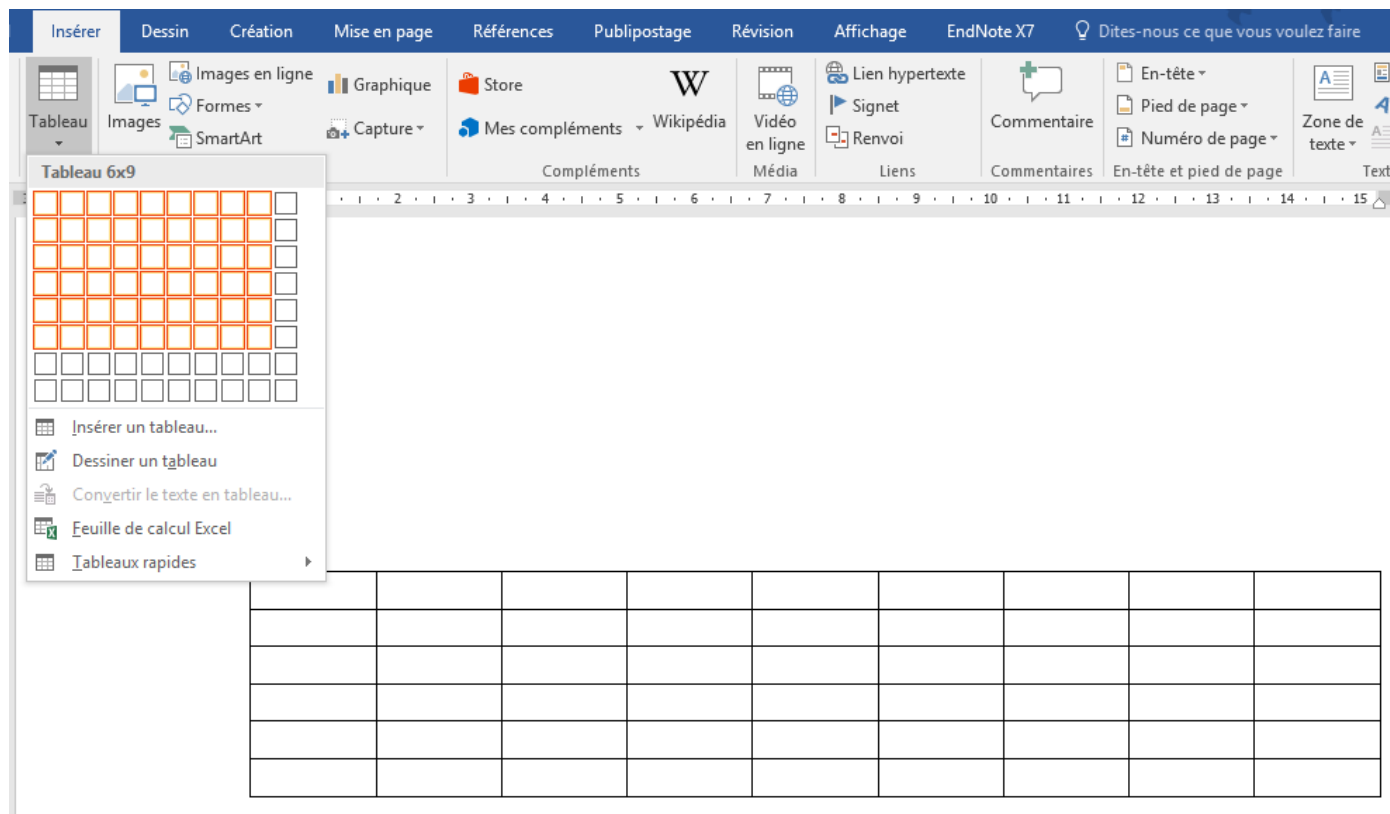 Insérer Dessin Création Mise en page Références Publipostage Révision Affichage EndNote X7 Dites-nous ce que vous voulez faire
Tableau
Images
Images en ligne
Formes
SmartArt
Graphique
Capture
Store
Mes compléments
W Wikipédia
Compléments
Vidéo
en ligne
Média
Lien hypertexte
Signet
Renvoi
Liens
Commentaire
Commentaires
En-tête
Pied de page
# Numéro de page
En-tête et pied de page
A Zone de
texte
A
A
Text
Tableau 6x9
2 3 4 5 6 7 8 9 10 11 12 13 14 15
Insérer un tableau...
Dessiner un tableau
Convertir le texte en tableau...
Feuille de calcul Excel
Tableaux rapides